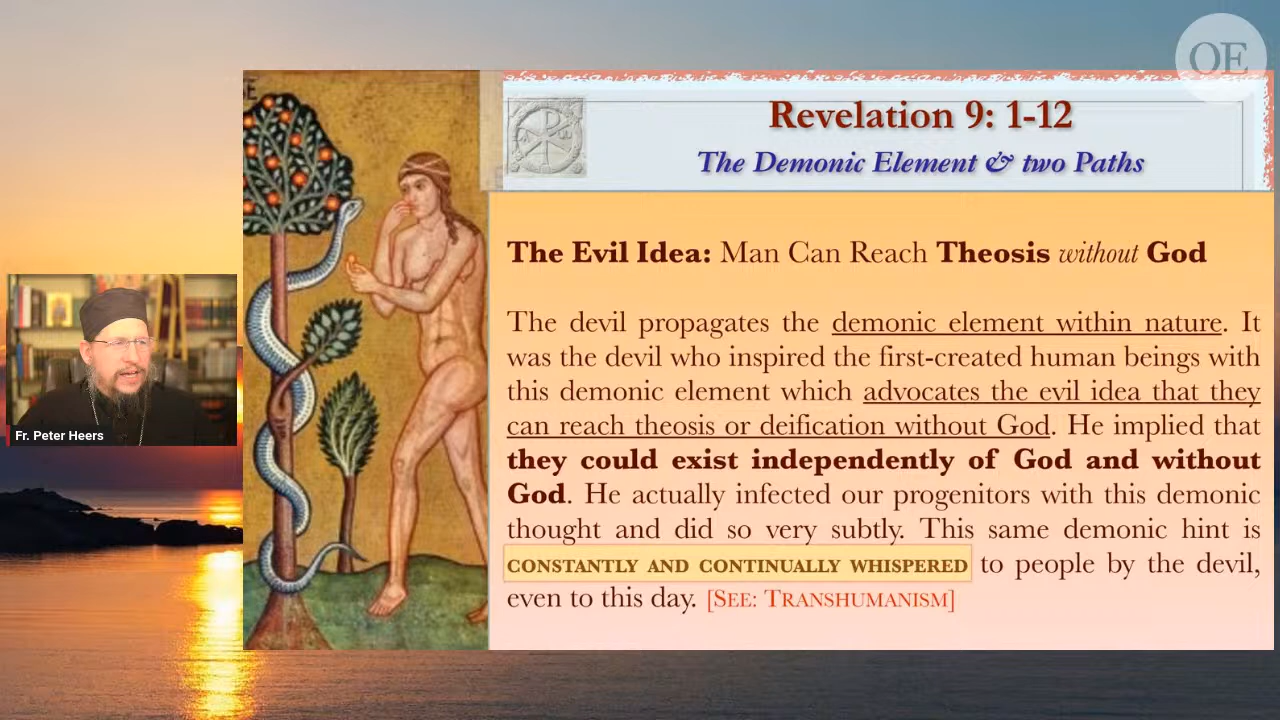 OE
Revelation 9: 1-12
The Demonic Element & two Paths
The Evil Idea: Man Can Reach Theosis without God
The devil propagates the demonic element within nature. It
was the devil who inspired the first-created human beings with
this demonic element which advocates the evil idea that they
can reach theosis or deification without God. He implied that
they could exist independently of God and without
God. He actually infected our progenitors with this demonic
thought and did so very subtly. This same demonic hint is
CONSTANTLY AND CONTINUALLY WHISPERED to people by the devil,
even to this day. [SEE: TRANSHUMANISM]
Fr. Peter Heers